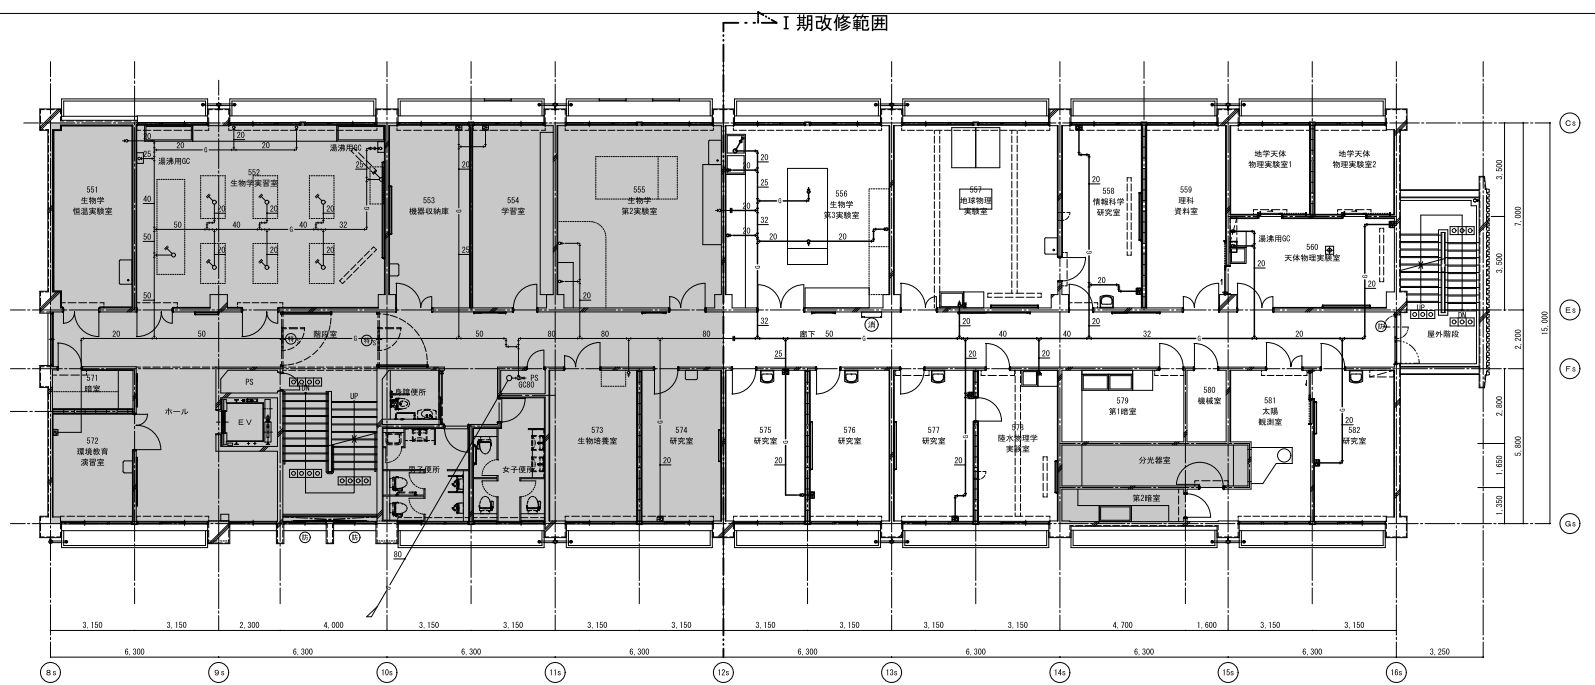 Ⅰ期改修範囲
Cs
Es
Fs
Gs
551
生物学
恒温実験室
湯沸用GC
552
生物学実習室
湯沸用GC
553
機器収納庫
554
学習室
555
生物学
第2実験室
556
生物学
第3実験室
557
地球物理
実験室
558
情報科学
研究室
559
理科
資料室
地学天体
物理実験室1
地学天体
物理実験室2
湯沸用GC
560
天体物理実験室
UP
DN
屋外階段
階段室
廊下
消
防
571
暗室
572
環境教育
演習室
ホール
PS
EV
DN
UP
身障便所
男子便所
女子便所
PS
GC80
573
生物培養室
574
研究室
575
研究室
576
研究室
577
研究室
578
陸水物理学
実験室
579
第1暗室
580
機械室
581
太陽
観測室
582
研究室
分光器室
第2暗室
防
防
80
3,500
3,500
7,000
2,200
15,000
2,800
1,650
1,350
5,800
3,150
3,150
2,300
4,000
3,150
3,150
3,150
3,150
3,150
3,150
3,150
3,150
4,700
1,600
3,150
3,150
6,300
6,300
6,300
6,300
6,300
6,300
6,300
6,300
3,250
8s
9s
10s
11s
12s
13s
14s
15s
16s